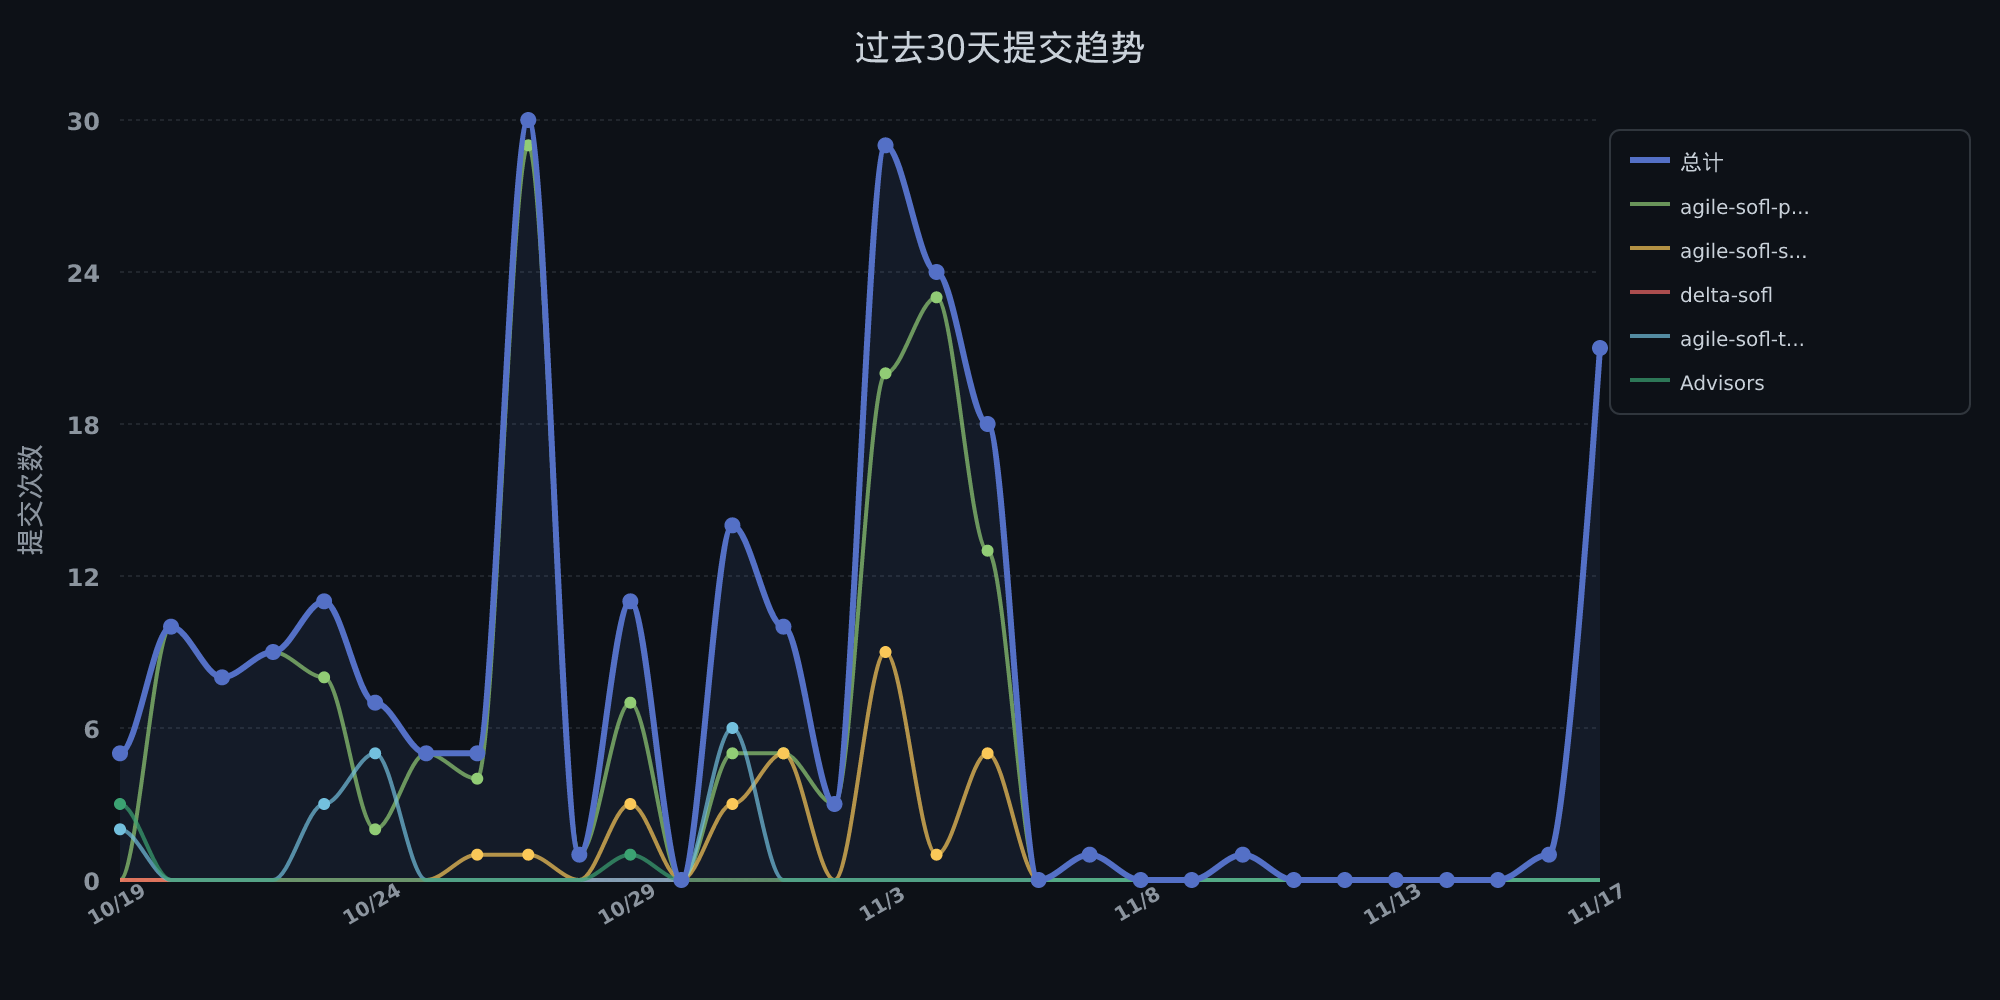 过去30天提交趋势
提交次数
30
24
18
12
6
0
10/19
10/24
10/29
11/3
11/8
11/13
11/17
总计
agile-sofl-p...
agile-sofl-s...
delta-sofl
agile-sofl-t...
Advisors